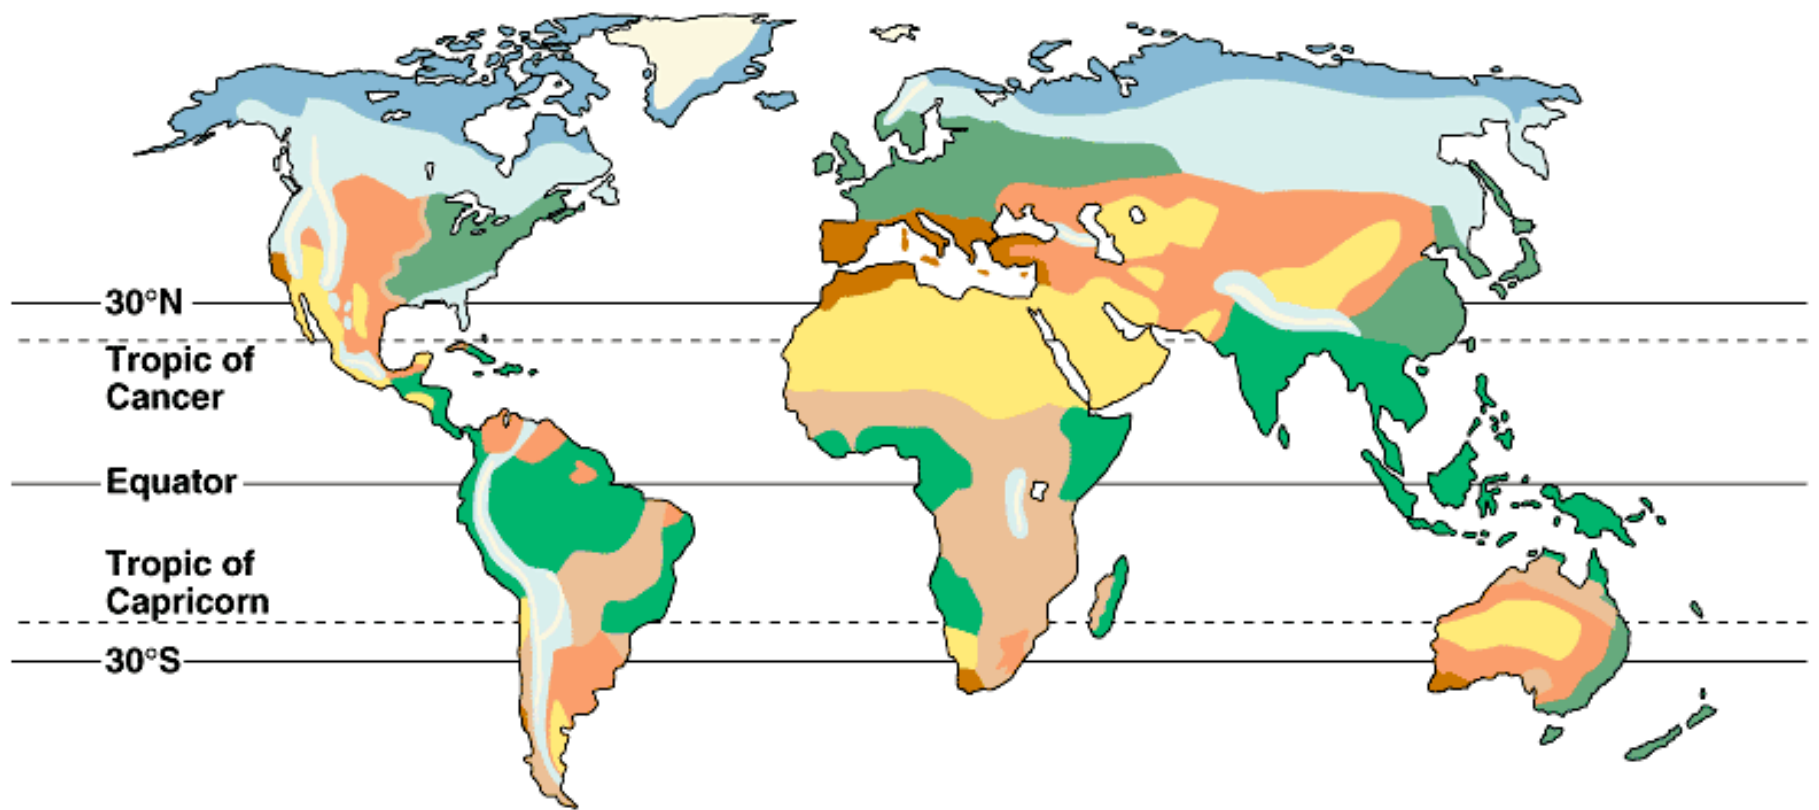 30°N
Tropic of
Cancer
Equator
Tropic of
Capricorn
30°S